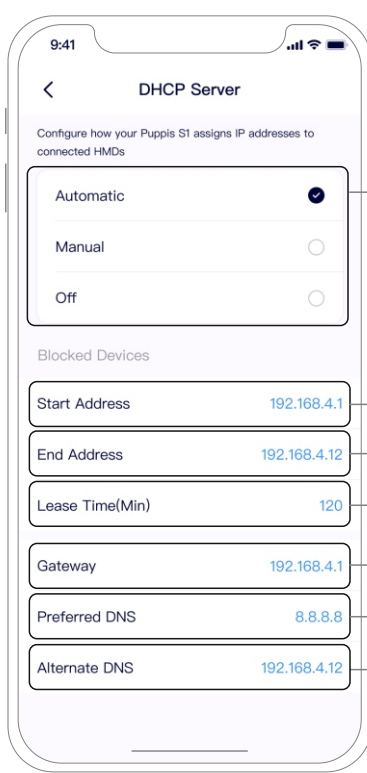 9:41
DHCP Server
Configure how your Puppis S1 assigns IP addresses to
connected HMDs
Automatic
Manual
Off
Blocked Devices
Start Address 192.168.4.1
End Address 192.168.4.12
Lease Time(Min) 120
Gateway 192.168.4.1
Preferred DNS 8.8.8.8
Alternate DNS 192.168.4.12